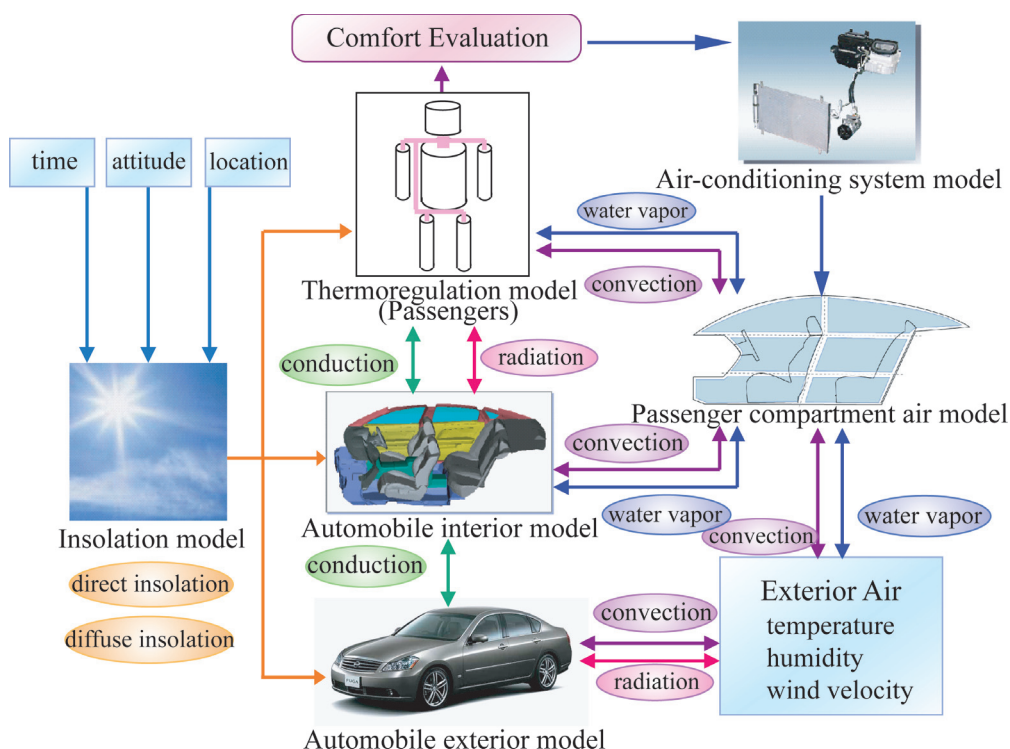 Comfort Evaluation
time
attitude
location
Air-conditioning system model
water vapor
convection
Thermoregulation model
(Passengers)
conduction
radiation
Passenger compartment air model
convection
Insolation model
Automobile interior model
water vapor
convection
water vapor
direct insolation
diffuse insolation
conduction
convection
radiation
Exterior Air
temperature
humidity
wind velocity
Automobile exterior model